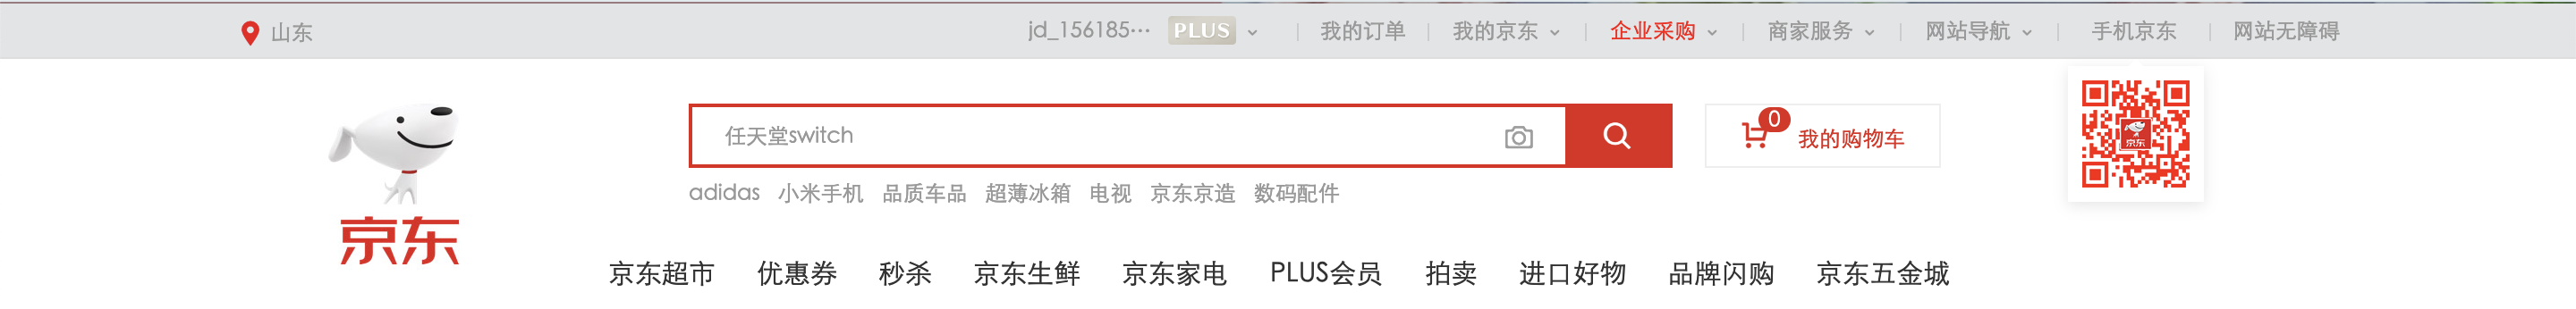 山东 jd_156185··· PLUS 我的订单 我的京东 企业采购 商家服务 网站导航 手机京东 网站无障碍
任天堂switch 0 我的购物车
京东
adidas 小米手机 品质车品 超薄冰箱 电视 京东京造 数码配件
京东
京东超市 优惠券 秒杀 京东生鲜 京东家电 PLUS会员 拍卖 进口好物 品牌闪购 京东五金城